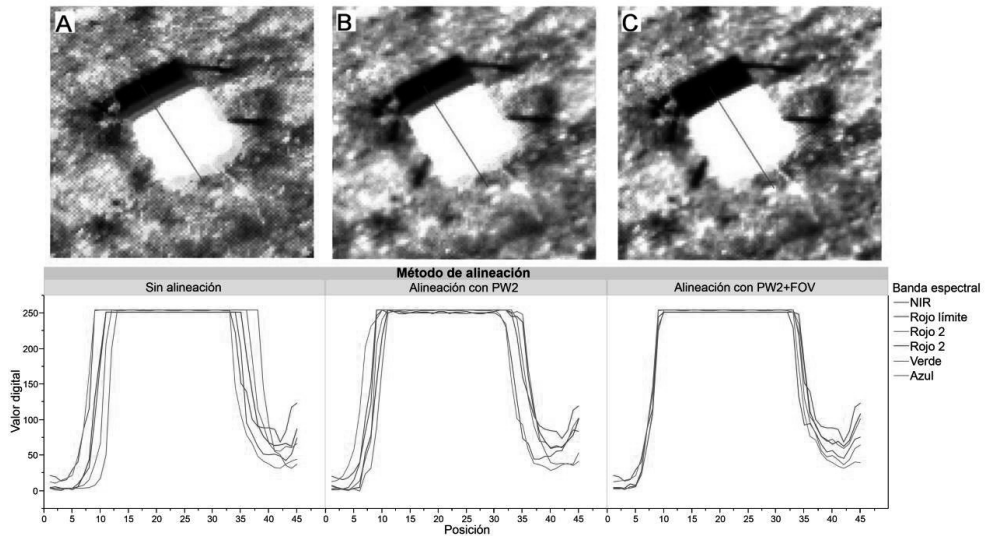 A
B
C
Método de alineación
Sin alineación
Alineación con PW2
Alineación con PW2+FOV
Banda espectral
NIR
Rojo límite
Rojo 2
Rojo 2
Verde
Azul
Valor digital
250
200
150
100
50
0
0 5 10 15 20 25 30 35 40 45
0 5 10 15 20 25 30 35 40 45
0 5 10 15 20 25 30 35 40 45
Posición